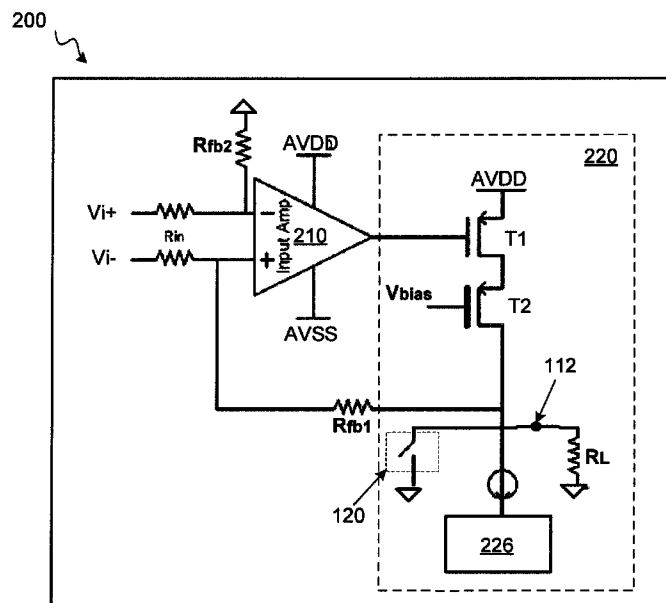 200
Rfb2
AVDD
220
AVDD
Vi+
Rin
Vi-
−
+
Input Amp
210
T1
Vbias
T2
AVSS
112
Rfb1
RL
120
226